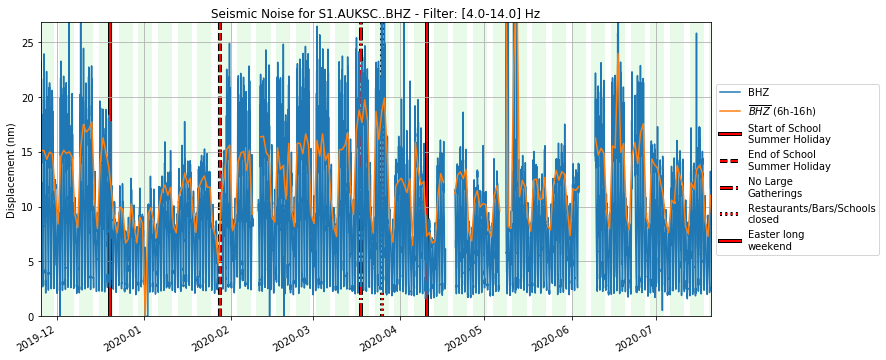 Seismic Noise for S1.AUKSC..BHZ - Filter: [4.0-14.0] Hz
Displacement (nm)
25
20
15
10
5
0
2019-12
2020-01
2020-02
2020-03
2020-04
2020-05
2020-06
2020-07
BHZ
BHZ (6h-16h)
Start of School
Summer Holiday
End of School
Summer Holiday
No Large
Gatherings
Restaurants/Bars/Schools
closed
Easter long
weekend